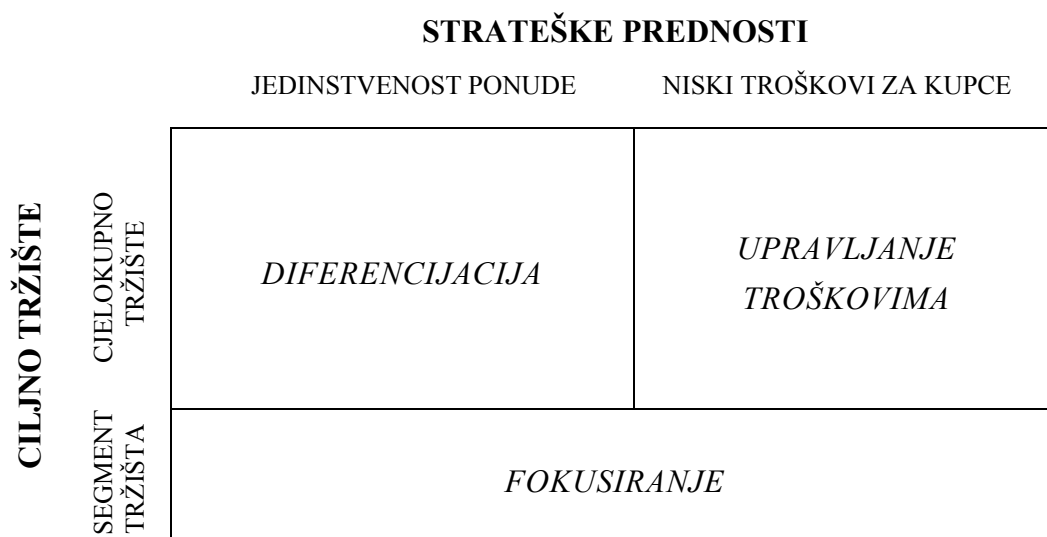 STRATEŠKE PREDNOSTI
JEDINSTVENOST PONUDE
NISKI TROŠKOVI ZA KUPCE
CILJNO TRŽIŠTE
CJELOKUPNO
TRŽIŠTE
DIFERENCIJACIJA
UPRAVLJANJE
TROŠKOVIMA
SEGMENT
TRŽIŠTA
FOKUSIRANJE